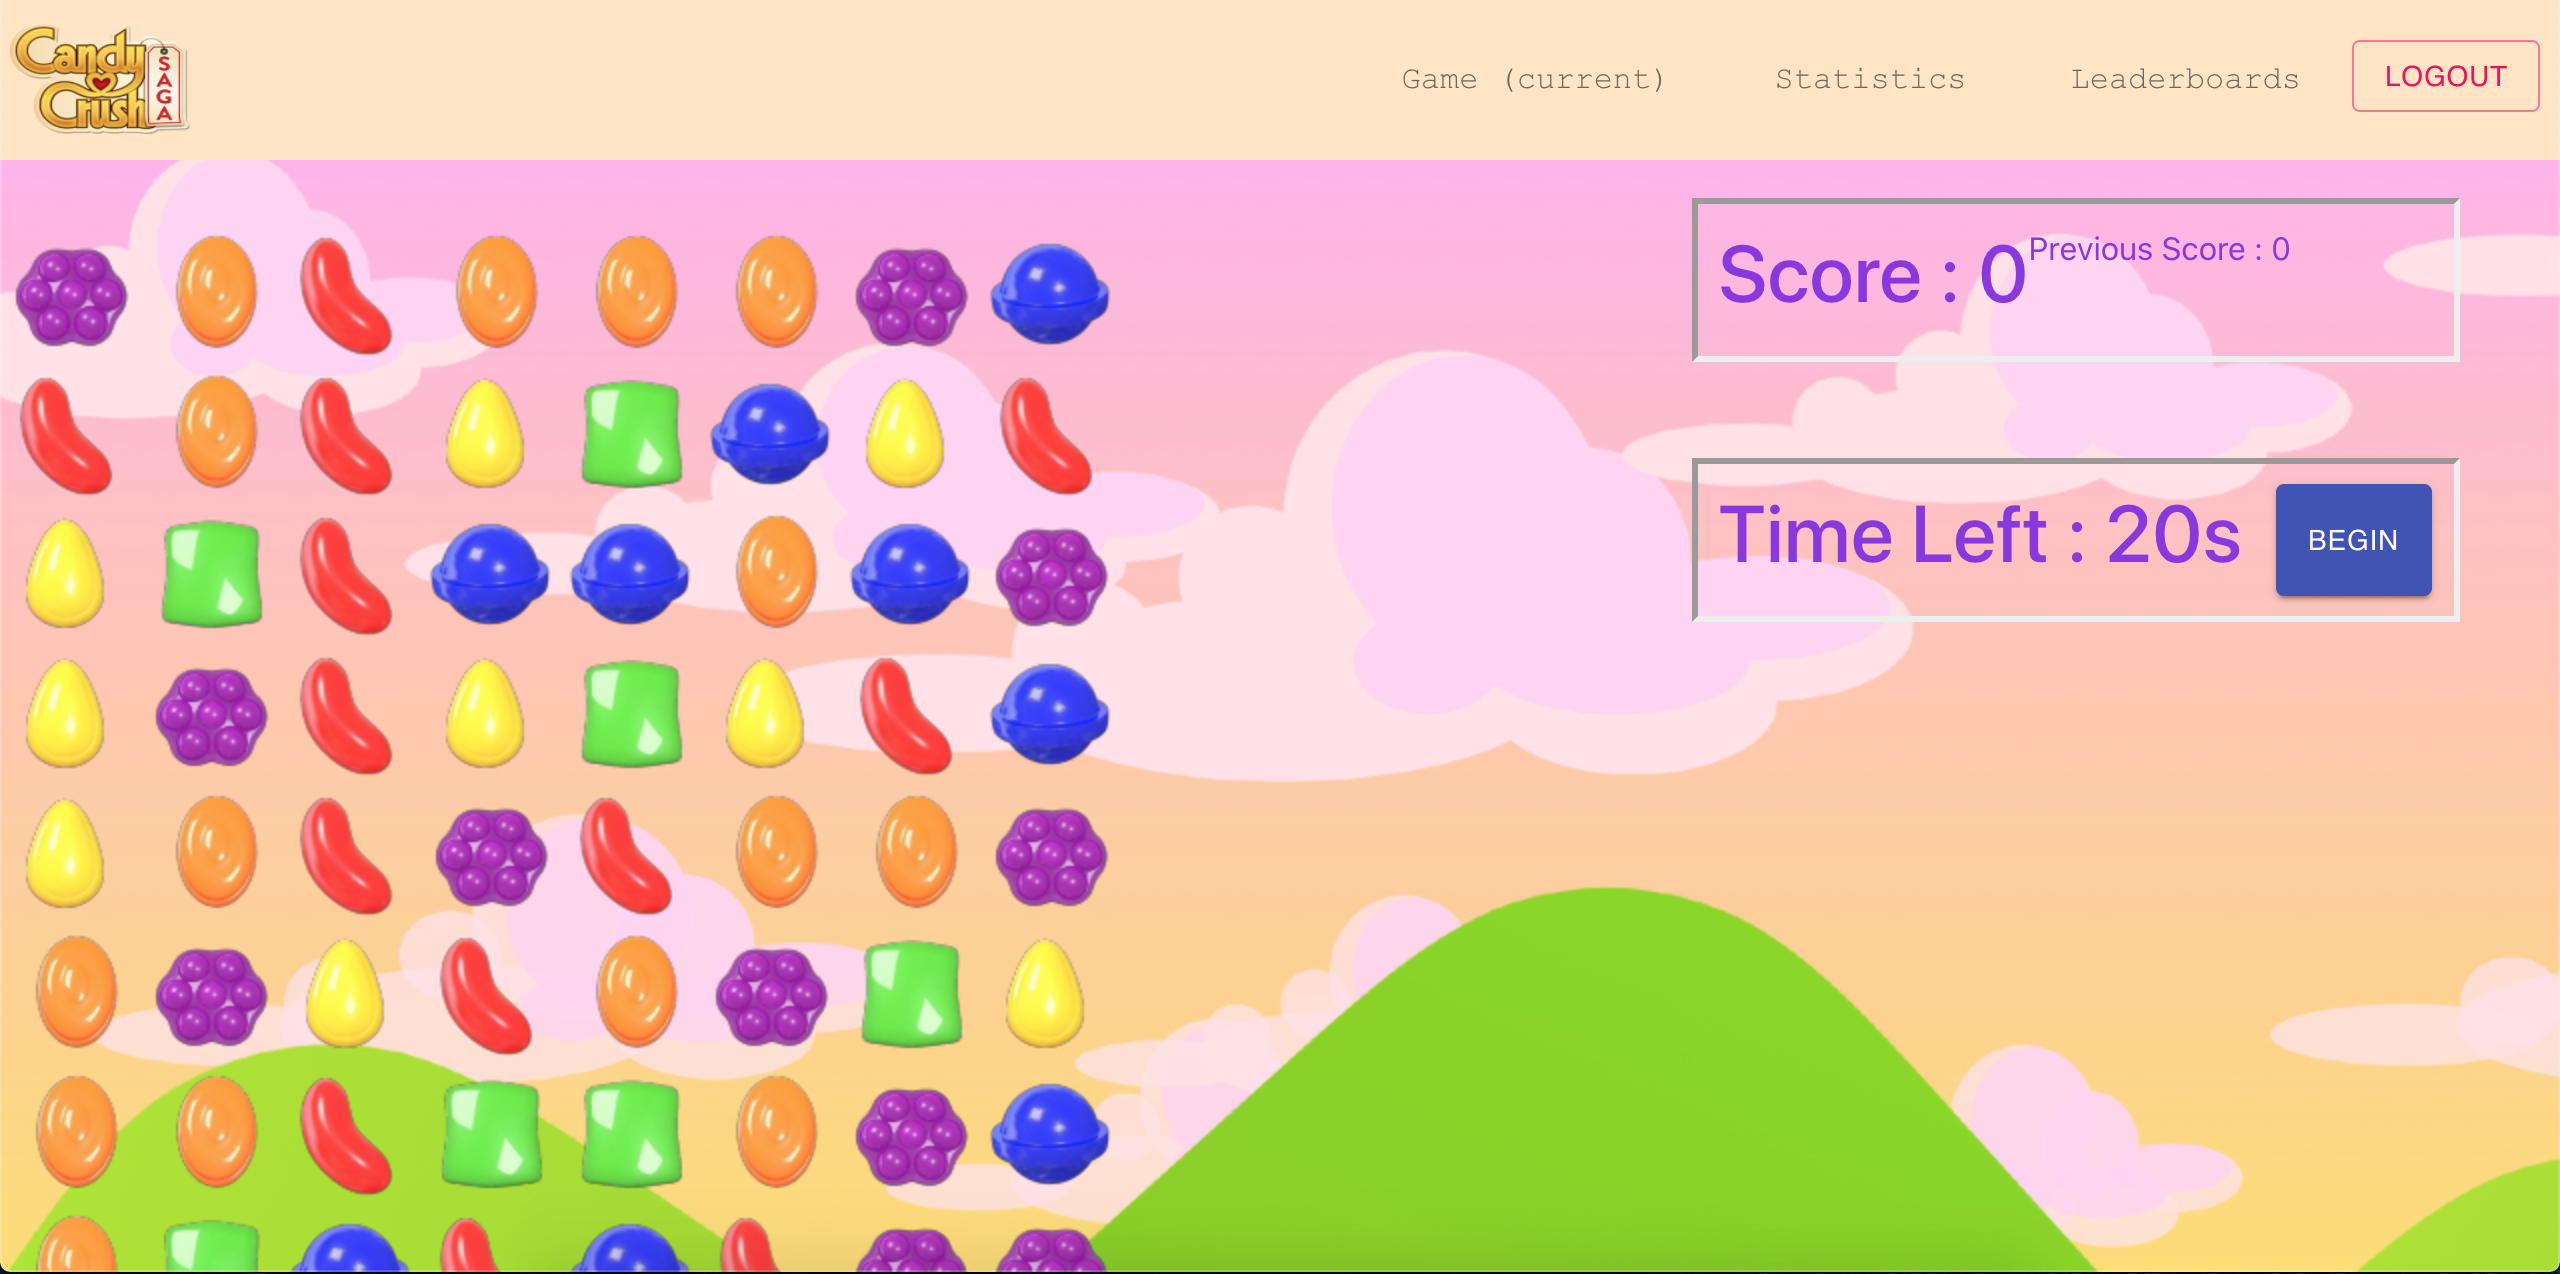 Candy
Crush
SAGA
Game (current)
Statistics
Leaderboards
LOGOUT
Score : 0
Previous Score : 0
Time Left : 20s
BEGIN